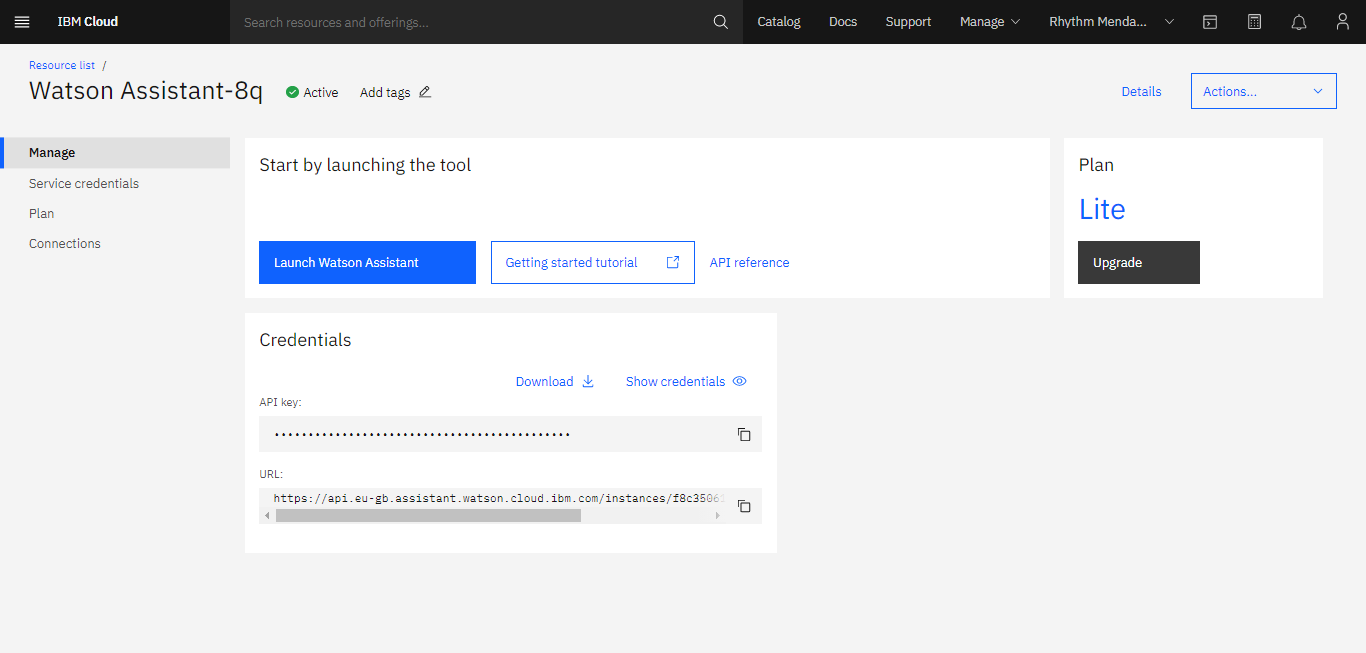 IBM Cloud
Search resources and offerings...
Catalog
Docs
Support
Manage
Rhythm Menda...
Resource list /
Watson Assistant-8q
Active
Add tags
Details
Actions...
Manage
Service credentials
Plan
Connections
Start by launching the tool
Launch Watson Assistant
Getting started tutorial
API reference
Plan
Lite
Upgrade
Credentials
Download
Show credentials
API key:
•••••••••••••••••••••••••••••••••••••••••••
URL:
https://api.eu-gb.assistant.watson.cloud.ibm.com/instances/f8c35061